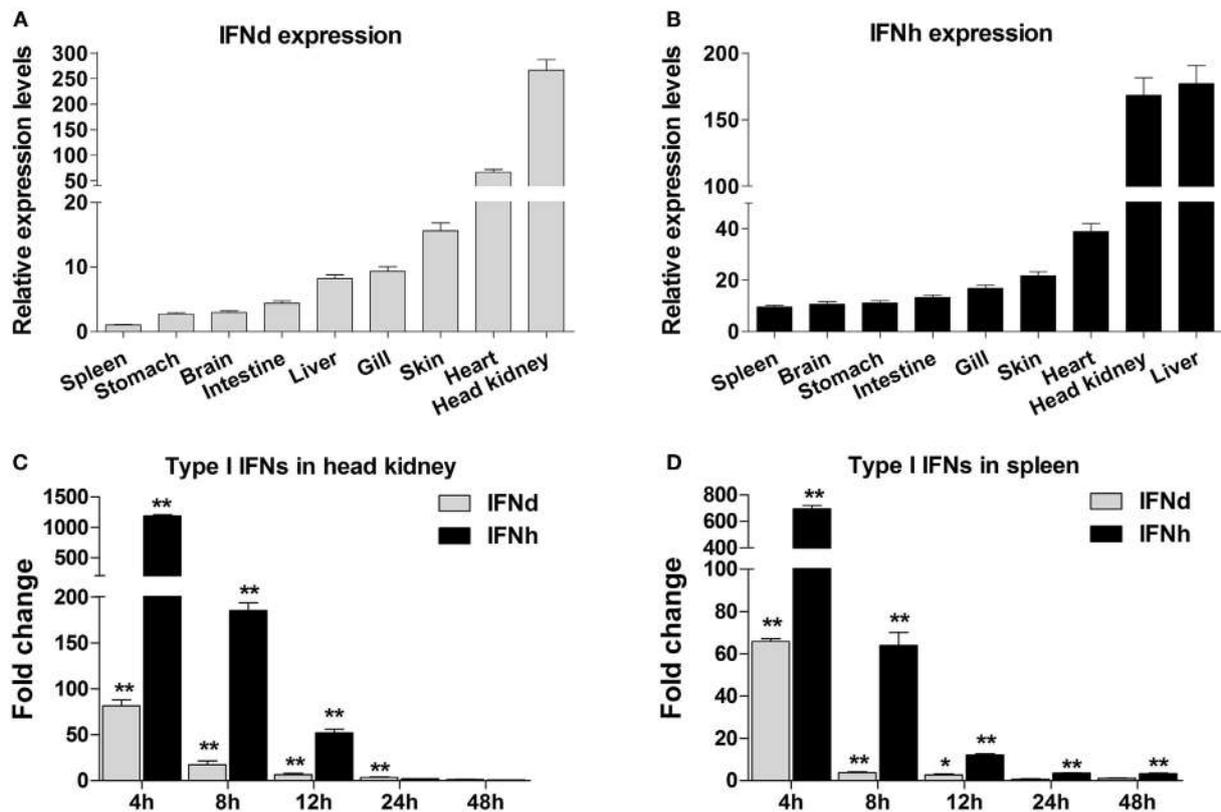 A
IFNd expression
Relative expression levels
300
250
200
150
100
50
20
10
0
Spleen
Stomach
Brain
Intestine
Liver
Gill
Skin
Heart
Head kidney
B
IFNh expression
Relative expression levels
200
150
100
40
20
0
Spleen
Brain
Stomach
Intestine
Gill
Skin
Heart
Head kidney
Liver
C
Type I IFNs in head kidney
Fold change
1500
1000
500
200
150
100
50
0
** ** ** ** ** ** **
IFNd
IFNh
4h 8h 12h 24h 48h
D
Type I IFNs in spleen
Fold change
800
600
400
100
80
60
40
20
0
** ** ** ** * ** ** **
IFNd
IFNh
4h 8h 12h 24h 48h